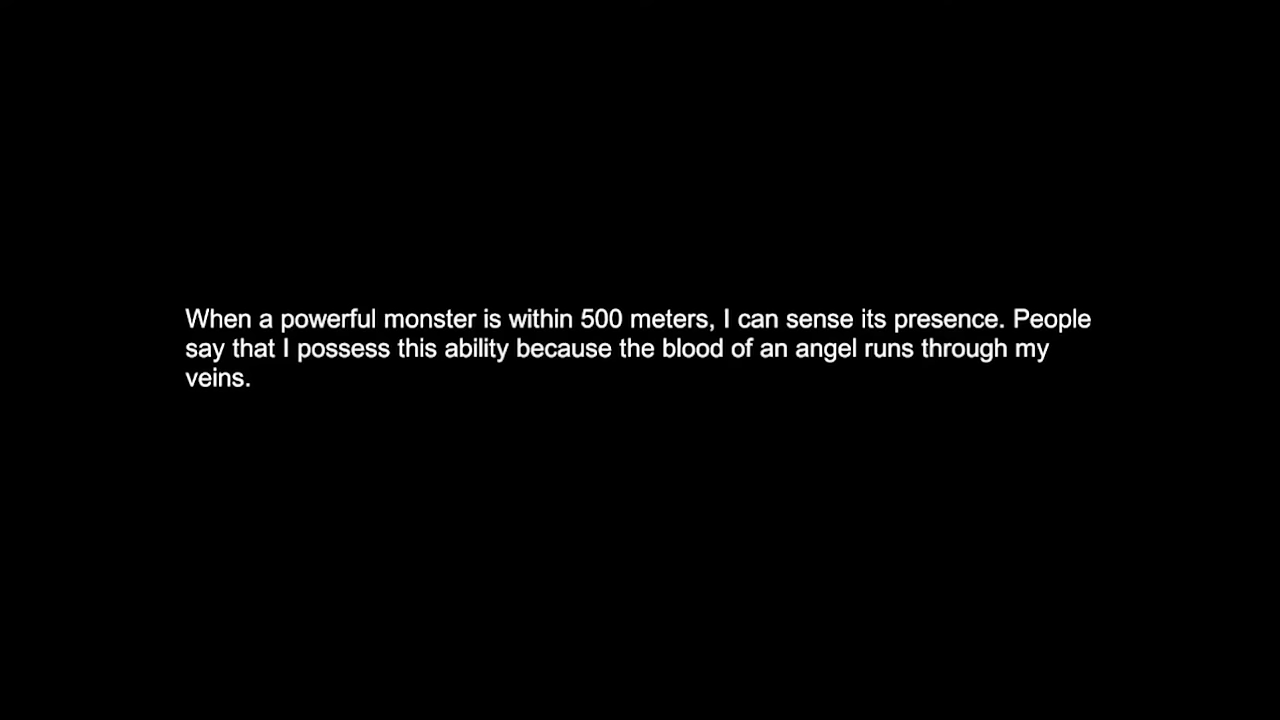 When a powerful monster is within 500 meters, I can sense its presence. People
say that I possess this ability because the blood of an angel runs through my
veins.